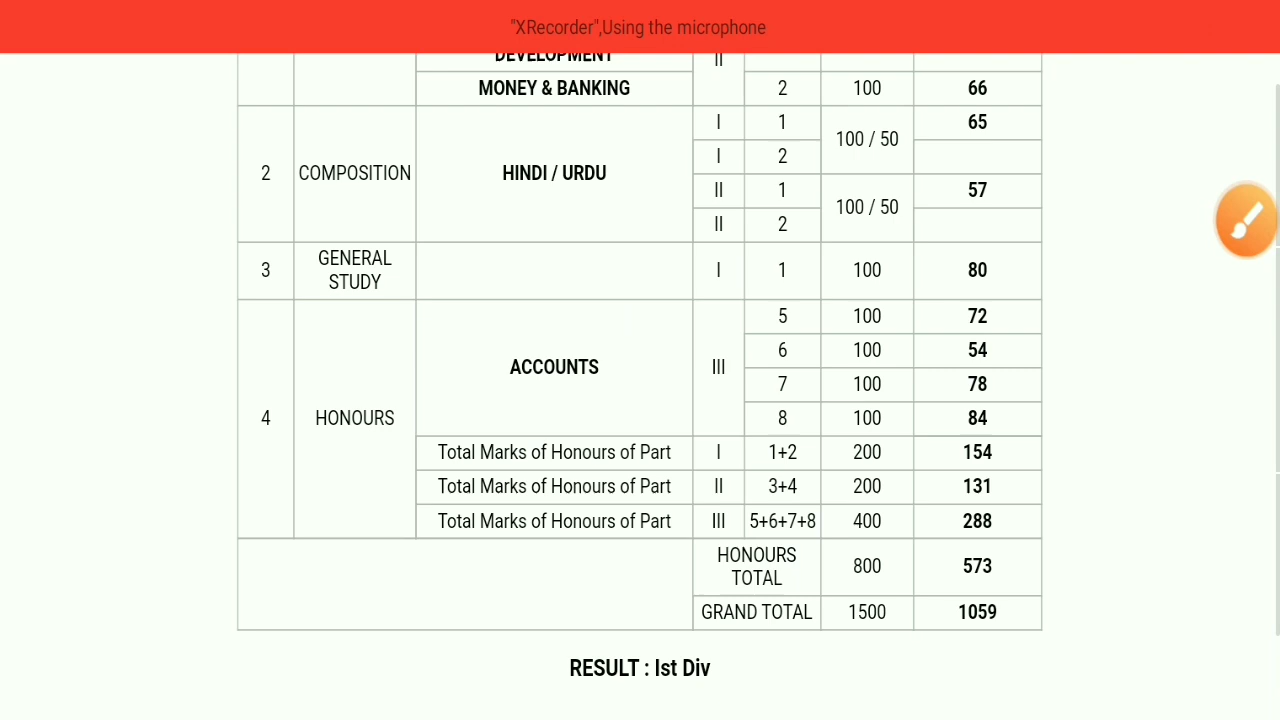 "XRecorder",Using the microphone
DEVELOPMENT
II
MONEY & BANKING 2 100 66
2 COMPOSITION HINDI / URDU I 1 100 / 50 65
I 2
II 1 100 / 50 57
II 2
3 GENERAL STUDY I 1 100 80
4 HONOURS ACCOUNTS III 5 100 72
6 100 54
7 100 78
8 100 84
Total Marks of Honours of Part I 1+2 200 154
Total Marks of Honours of Part II 3+4 200 131
Total Marks of Honours of Part III 5+6+7+8 400 288
HONOURS TOTAL 800 573
GRAND TOTAL 1500 1059
RESULT : Ist Div